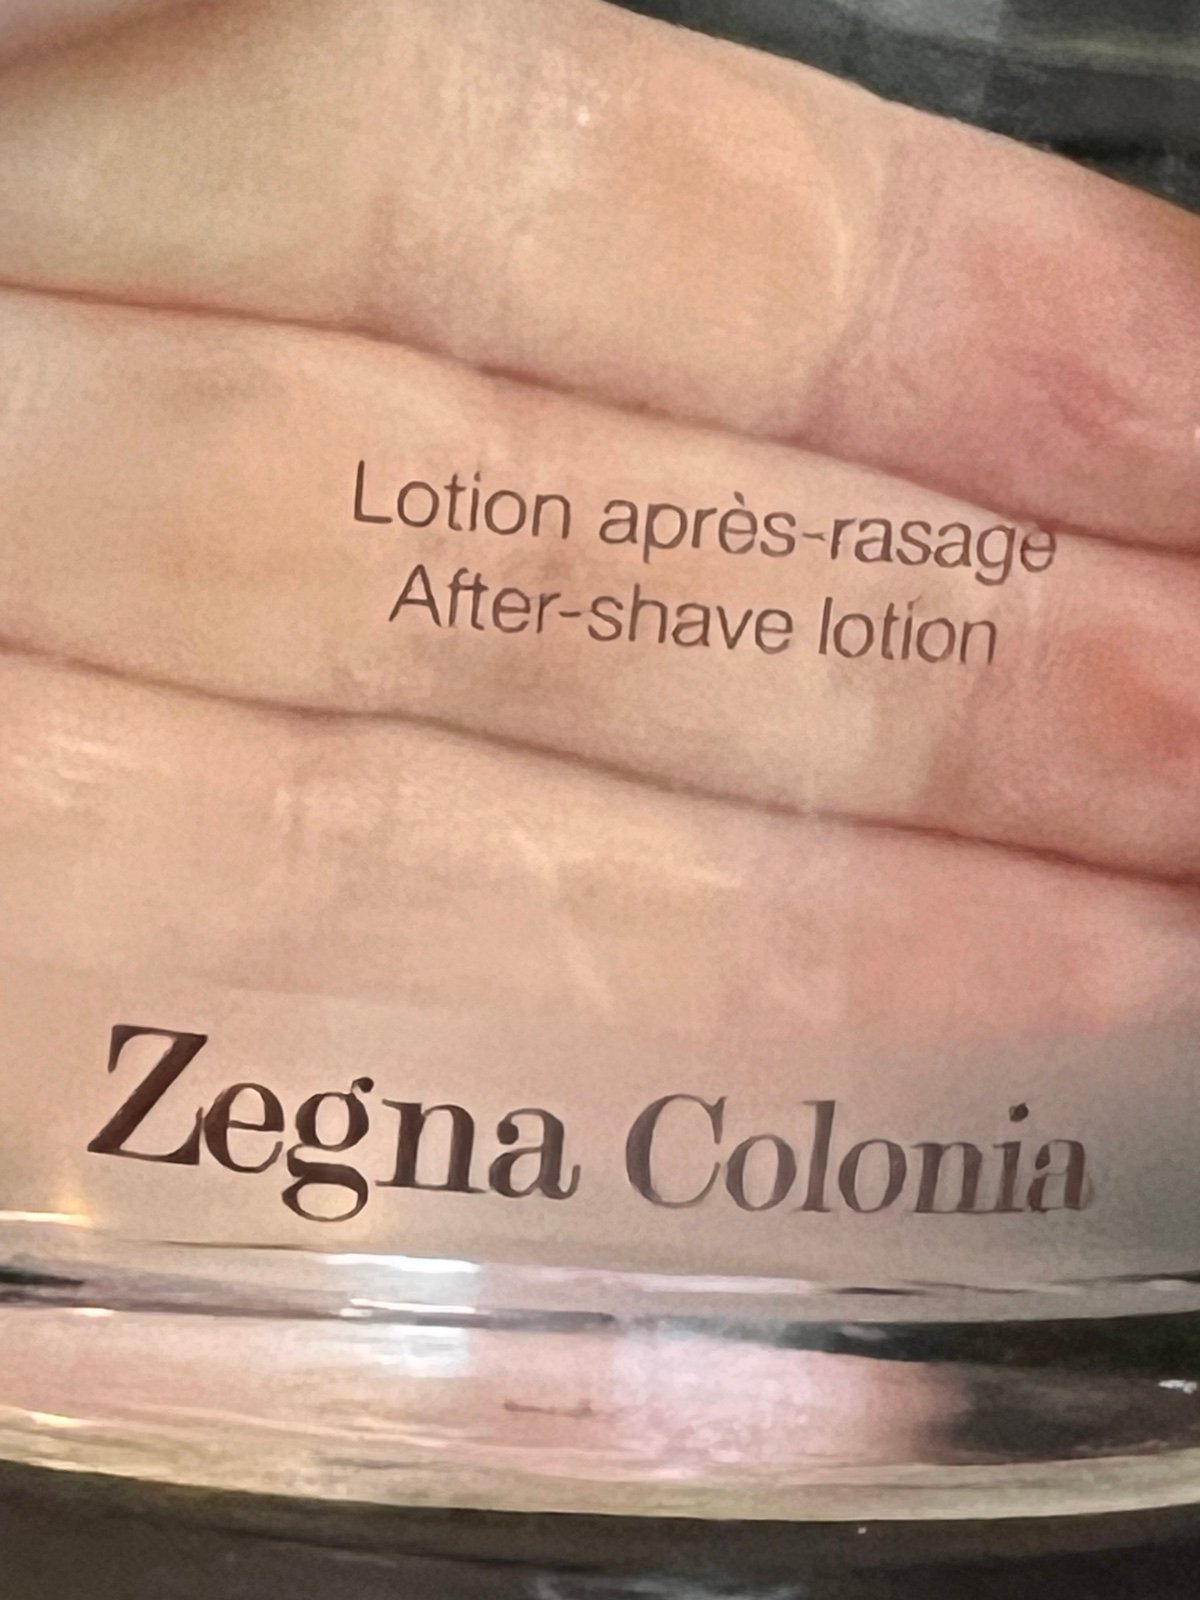 Lotion après-rasage
After-shave lotion
Zegna Colonia